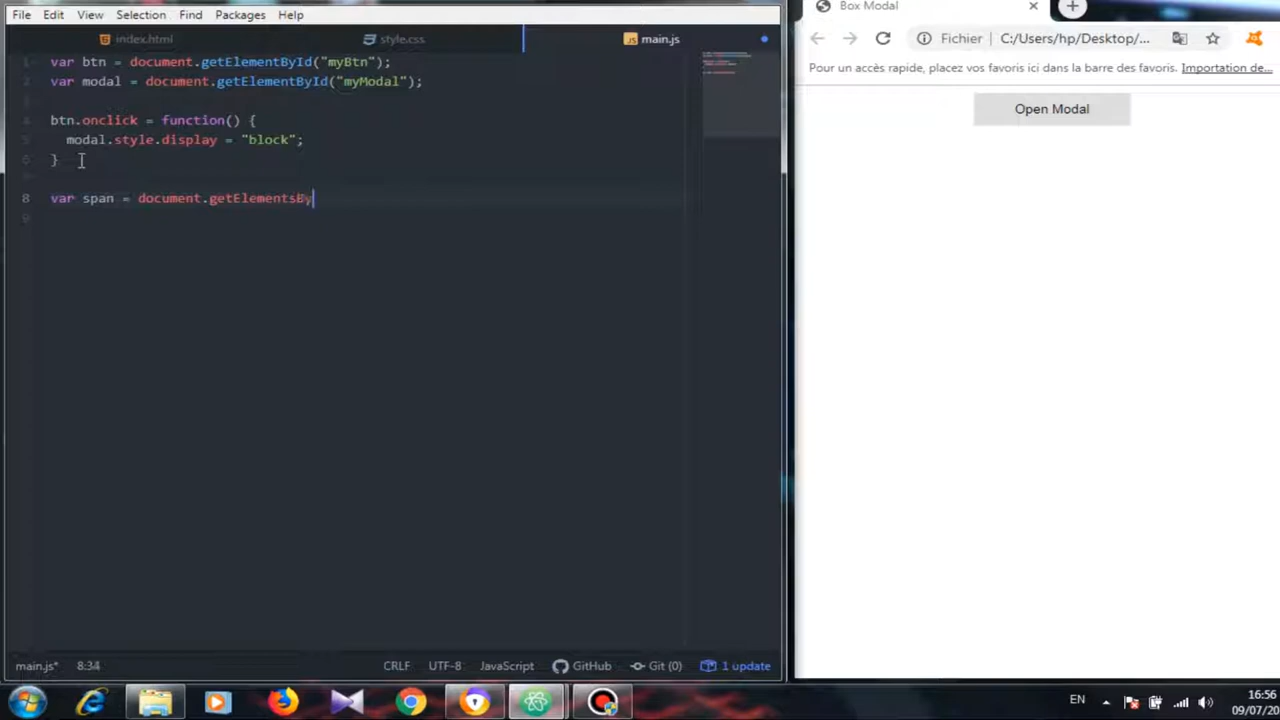 File Edit View Selection Find Packages Help
index.html style.css main.js
var btn = document.getElementById("myBtn");
var modal = document.getElementById("myModal");
4 btn.onclick = function() {
5 modal.style.display = "block";
6 }
8 var span = document.getElementsBy
9
main.js* 8:34 CRLF UTF-8 JavaScript GitHub Git (0) 1 update
Box Modal
Fichier C:/Users/hp/Desktop/...
Pour un accès rapide, placez vos favoris ici dans la barre des favoris. Importation de...
Open Modal
EN
16:56
09/07/20